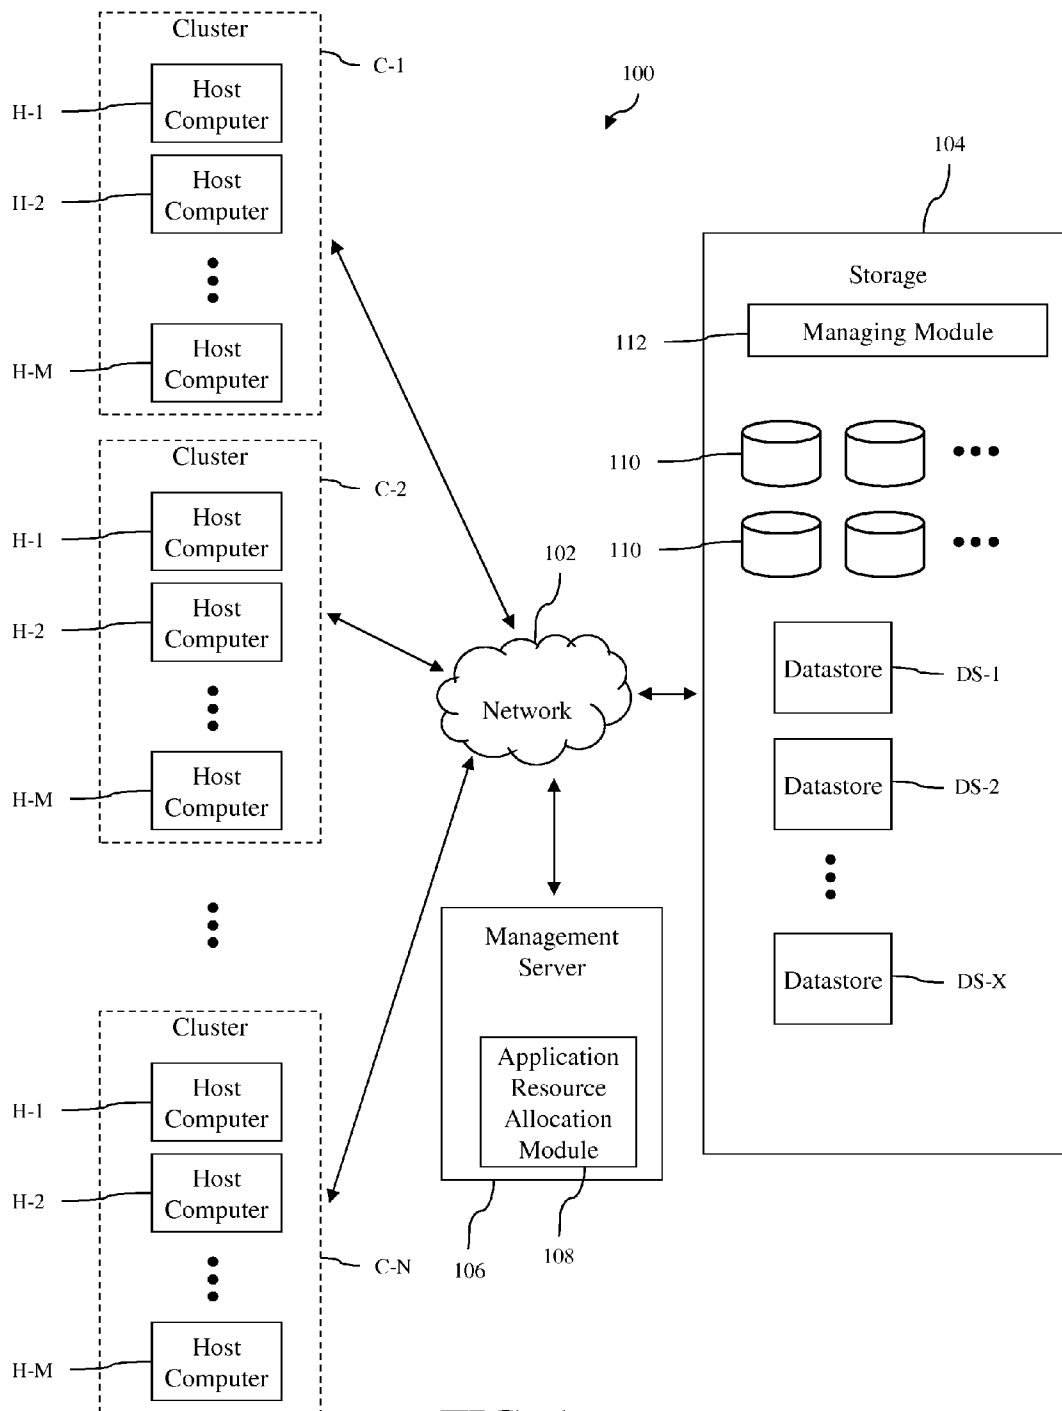 Cluster
C-1
Host
Computer
H-1
Host
Computer
H-2
Host
Computer
H-M
100
104
Storage
Managing Module
112
110
110
Datastore
DS-1
Datastore
DS-2
Datastore
DS-X
Cluster
C-2
Host
Computer
H-1
Host
Computer
H-2
Host
Computer
H-M
102
Network
Management
Server
Application
Resource
Allocation
Module
106
108
Cluster
Host
Computer
H-1
Host
Computer
H-2
C-N
Host
Computer
H-M